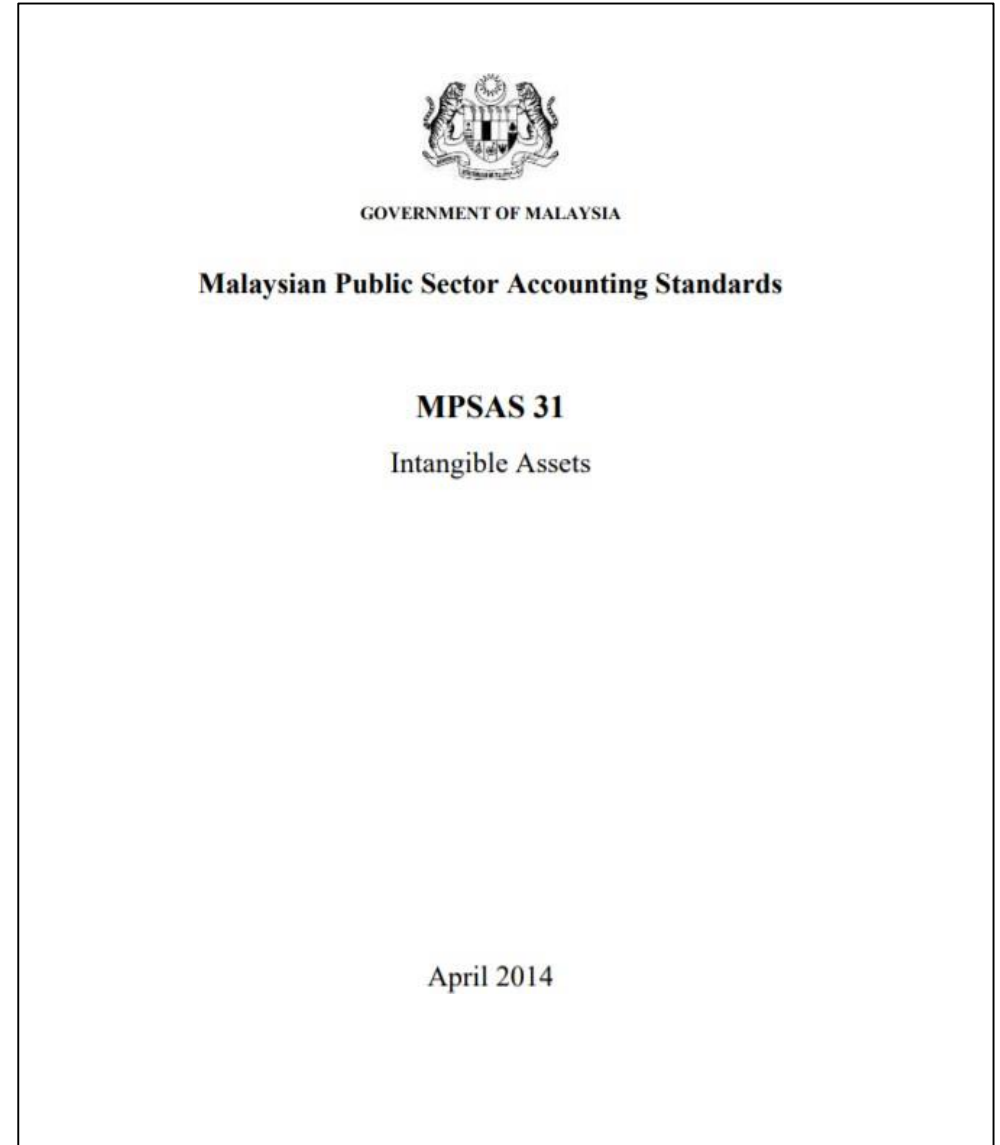 GOVERNMENT OF MALAYSIA
Malaysian Public Sector Accounting Standards
MPSAS 31
Intangible Assets
April 2014